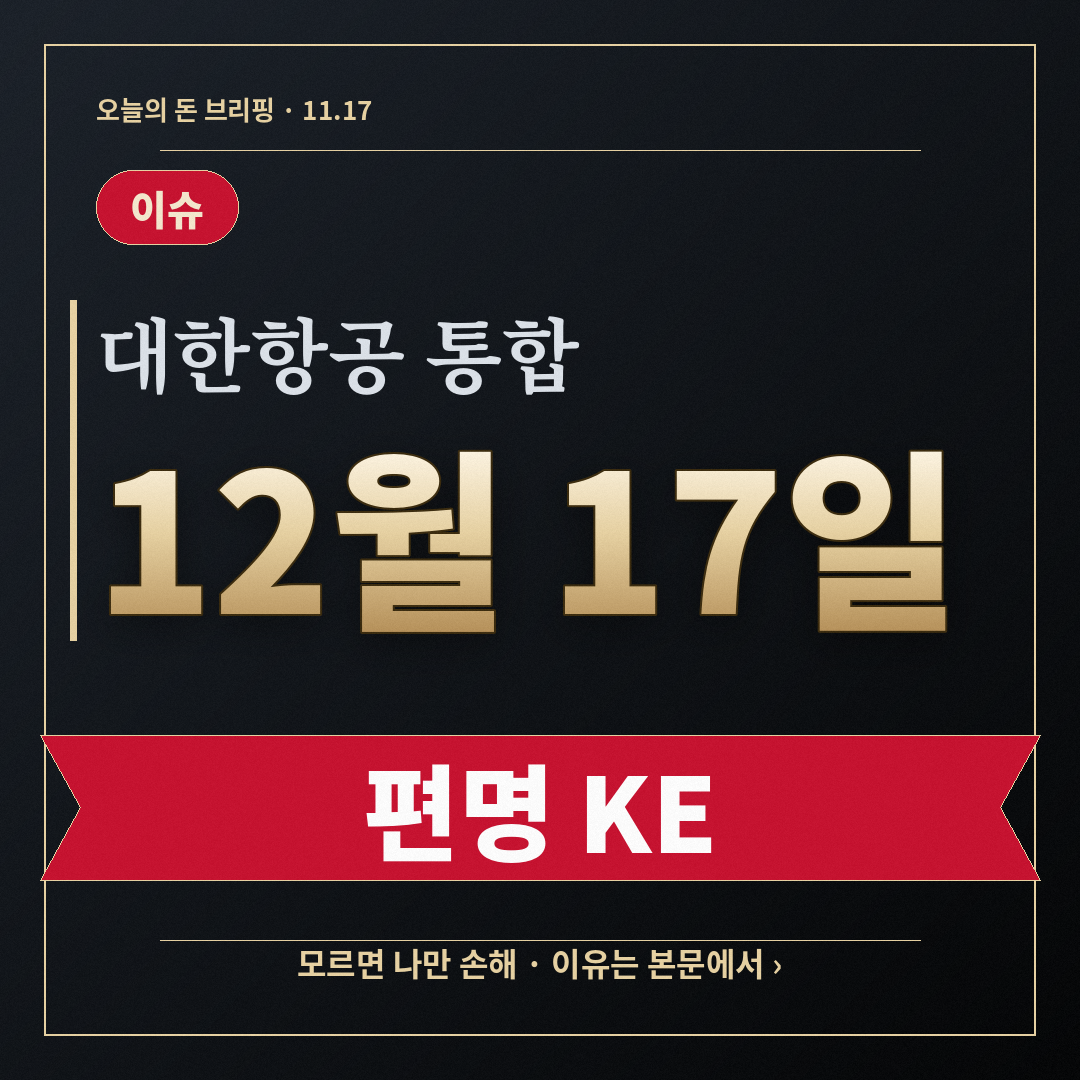 오늘의 돈 브리핑 · 11.17
이슈
대한항공 통합
12월 17일
편명 KE
모르면 나만 손해 · 이유는 본문에서 ›